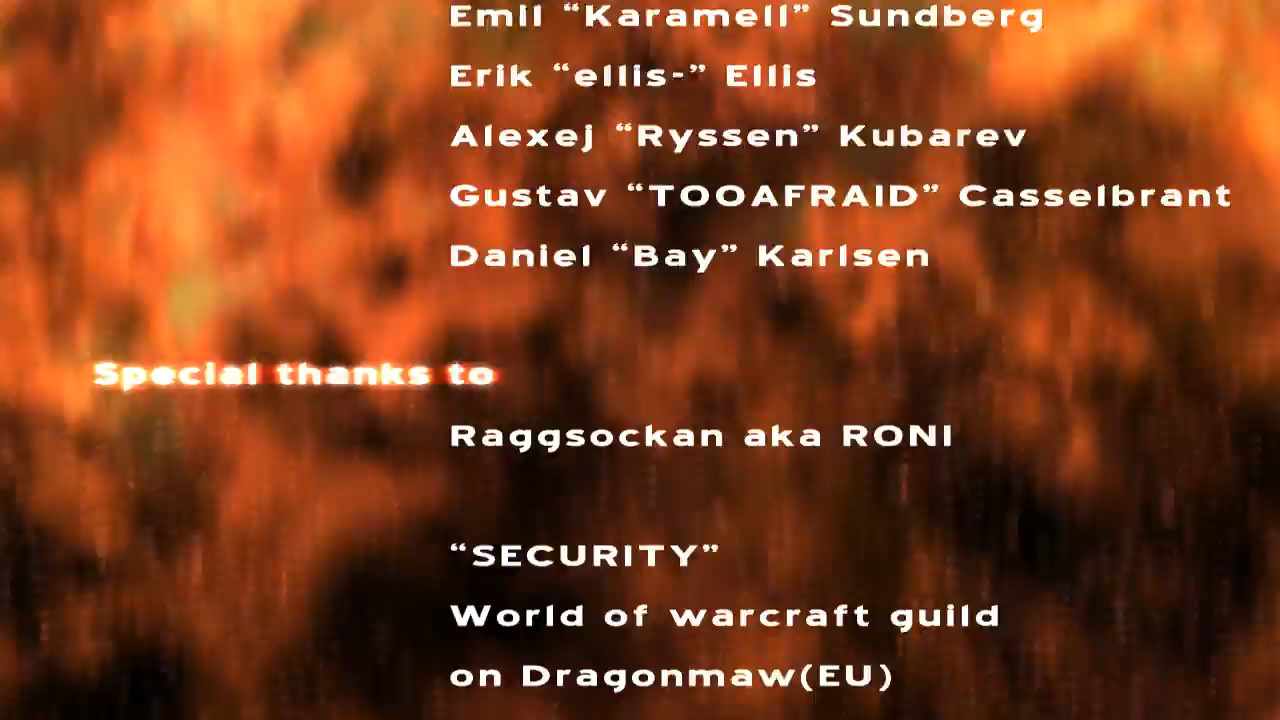 Emil “Karamell” Sundberg
Erik “ellis-” Ellis
Alexej “Ryssen” Kubarev
Gustav “TOOAFRAID” Casselbrant
Daniel “Bay” Karlsen
Special thanks to
Raggsockan aka RONI
“SECURITY”
World of warcraft guild
on Dragonmaw(EU)